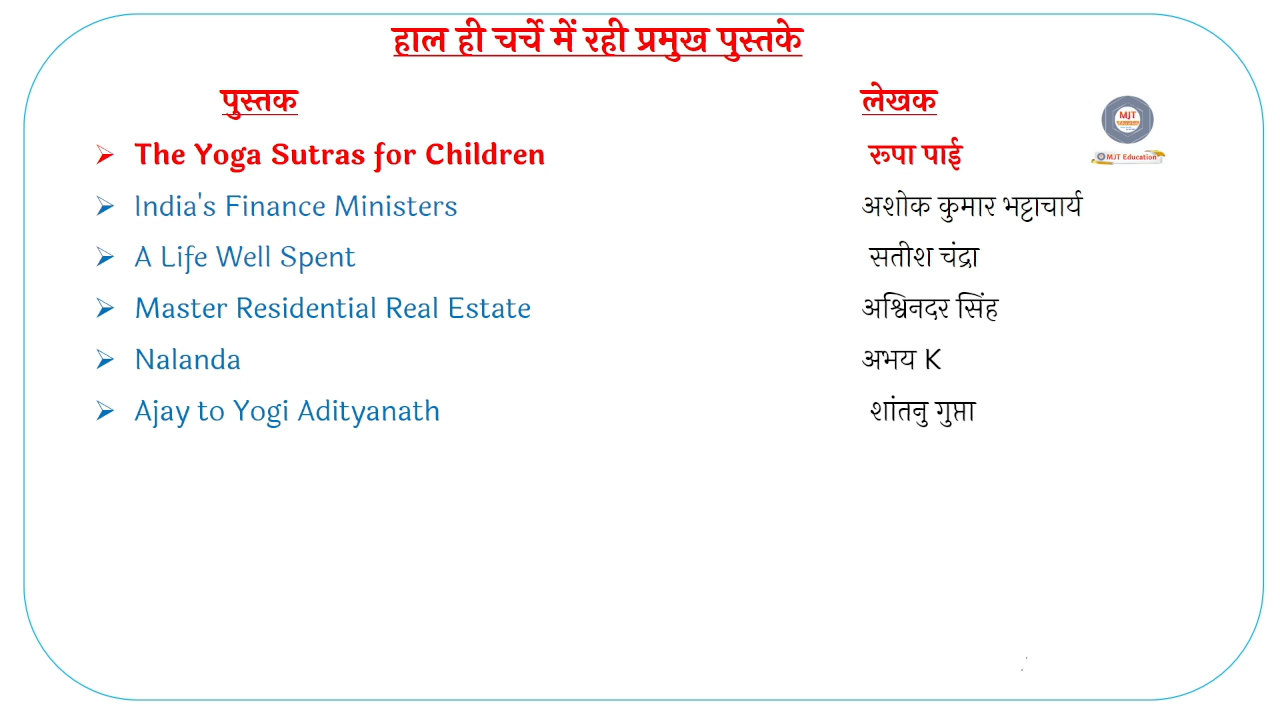 हाल ही चर्चे में रही प्रमुख पुस्तके
पुस्तक लेखक
The Yoga Sutras for Children रूपा पाई
India's Finance Ministers अशोक कुमार भट्टाचार्य
A Life Well Spent सतीश चंद्रा
Master Residential Real Estate अश्विनदर सिंह
Nalanda अभय K
Ajay to Yogi Adityanath शांतनु गुप्ता
MJT
MJT Education